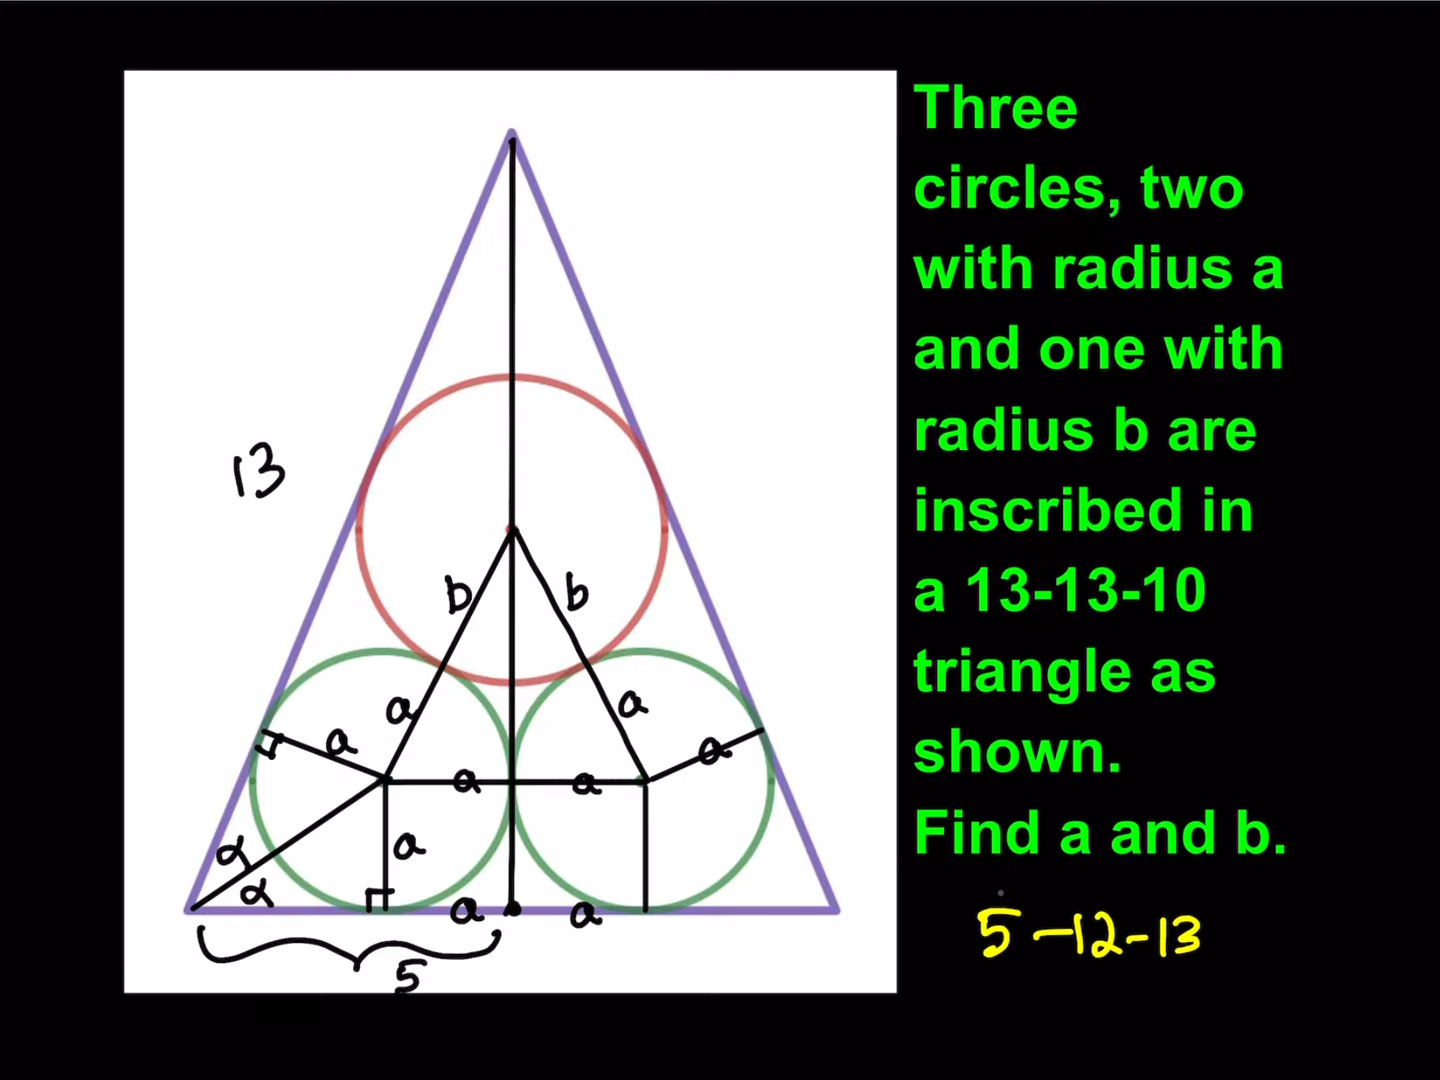 Three
circles, two
with radius a
and one with
radius b are
inscribed in
a 13-13-10
triangle as
shown.
Find a and b.
5-12-13
13
b b
a a
a a a a
α a
α
a a
5